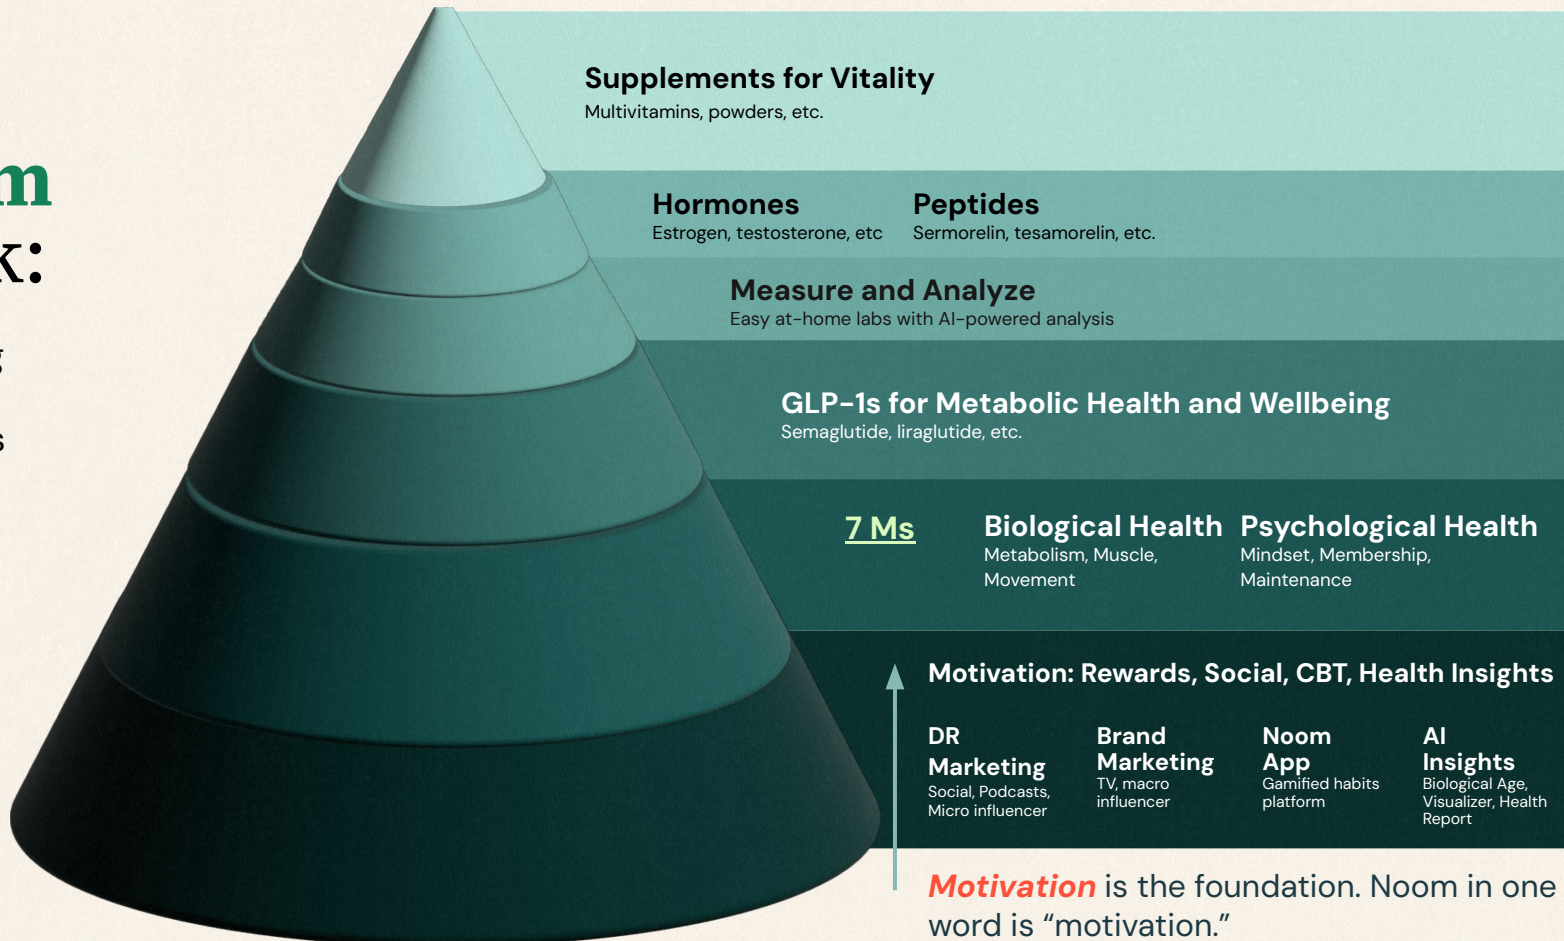 m
k:
g
s
Supplements for Vitality
Multivitamins, powders, etc.
Hormones
Estrogen, testosterone, etc
Peptides
Sermorelin, tesamorelin, etc.
Measure and Analyze
Easy at-home labs with AI-powered analysis
GLP-1s for Metabolic Health and Wellbeing
Semaglutide, liraglutide, etc.
7 Ms
Biological Health
Metabolism, Muscle,
Movement
Psychological Health
Mindset, Membership,
Maintenance
Motivation: Rewards, Social, CBT, Health Insights
DR
Marketing
Social, Podcasts,
Micro influencer
Brand
Marketing
TV, macro
influencer
Noom
App
Gamified habits
platform
AI
Insights
Biological Age,
Visualizer, Health
Report
Motivation is the foundation. Noom in one
word is “motivation.”